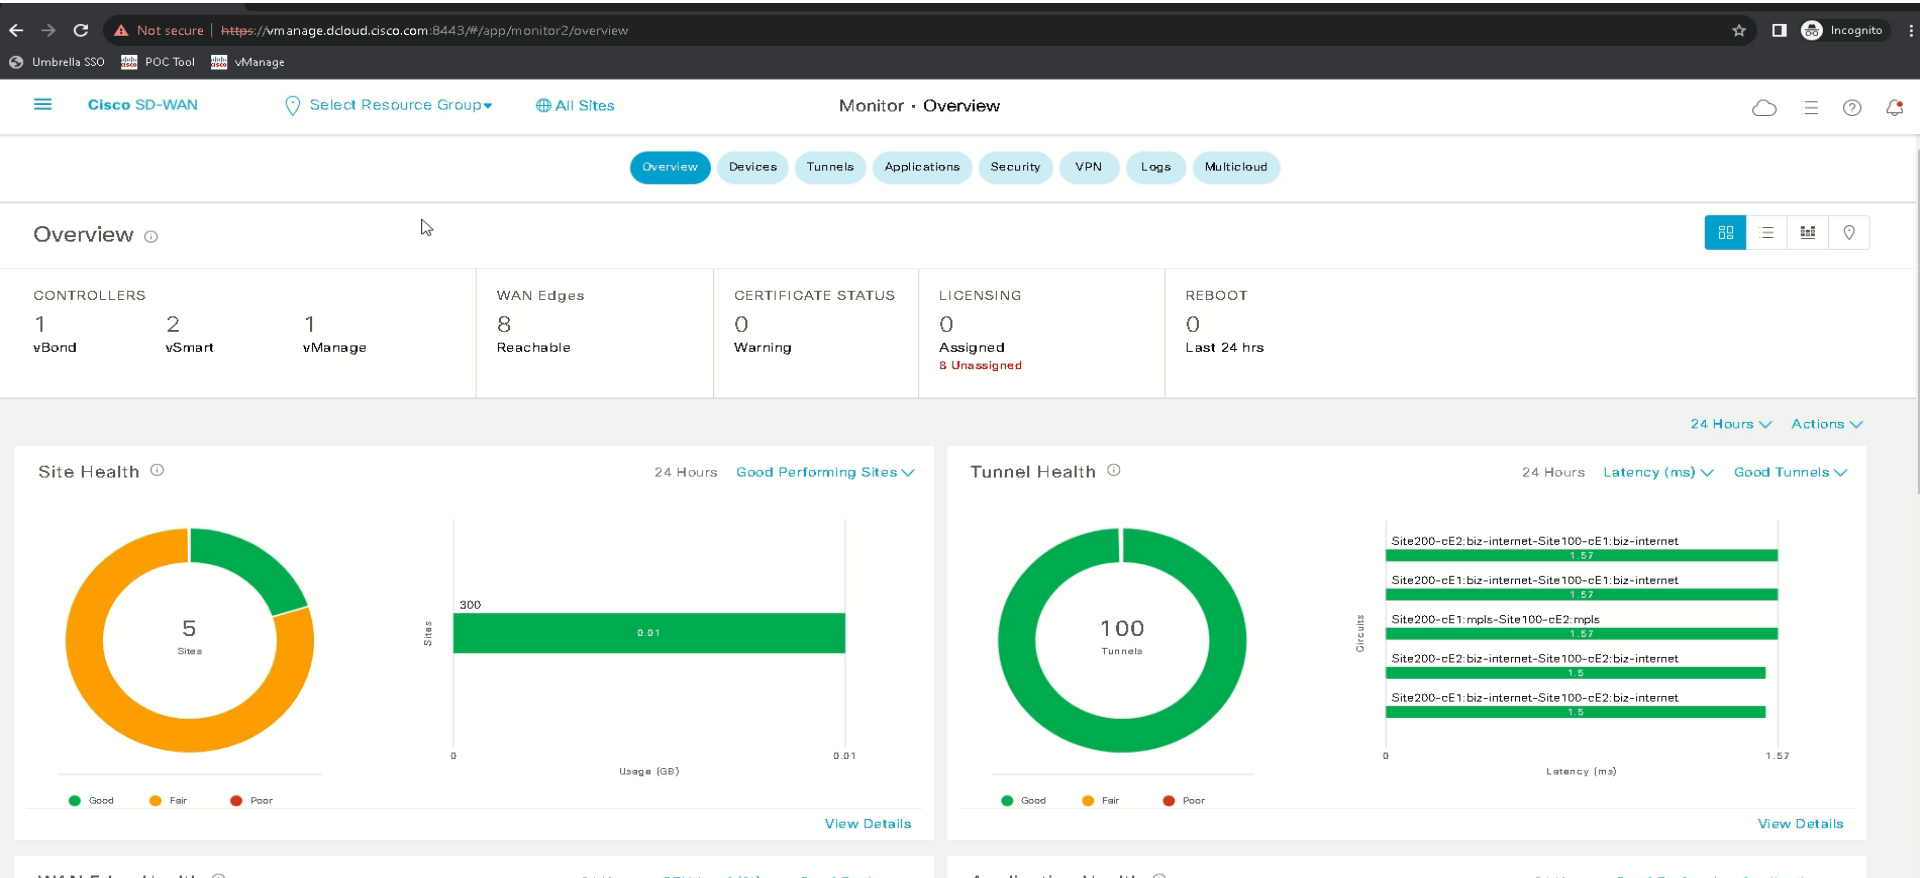 Not secure | https://vmanage.dcloud.cisco.com:8443/#/app/monitor2/overview
Incognito
Umbrella SSO POC Tool vManage
Cisco SD-WAN Select Resource Group All Sites Monitor · Overview
Overview Devices Tunnels Applications Security VPN Logs Multicloud
Overview
CONTROLLERS WAN Edges CERTIFICATE STATUS LICENSING REBOOT
1 2 1 8 0 0 0
vBond vSmart vManage Reachable Warning Assigned Last 24 hrs
8 Unassigned
24 Hours Actions
Site Health 24 Hours Good Performing Sites
300
Sites
0.01
5
Sites
0 0.01
Usage (GB)
Good Fair Poor
View Details
Tunnel Health 24 Hours Latency (ms) Good Tunnels
100
Tunnels
Circuits
Site200-cE2:biz-internet-Site100-cE1:biz-internet
1.57
Site200-cE1:biz-internet-Site100-cE1:biz-internet
1.57
Site200-cE1:mpls-Site100-cE2:mpls
1.57
Site200-cE2:biz-internet-Site100-cE2:biz-internet
1.5
Site200-cE1:biz-internet-Site100-cE2:biz-internet
1.5
0 1.57
Latency (ms)
Good Fair Poor
View Details